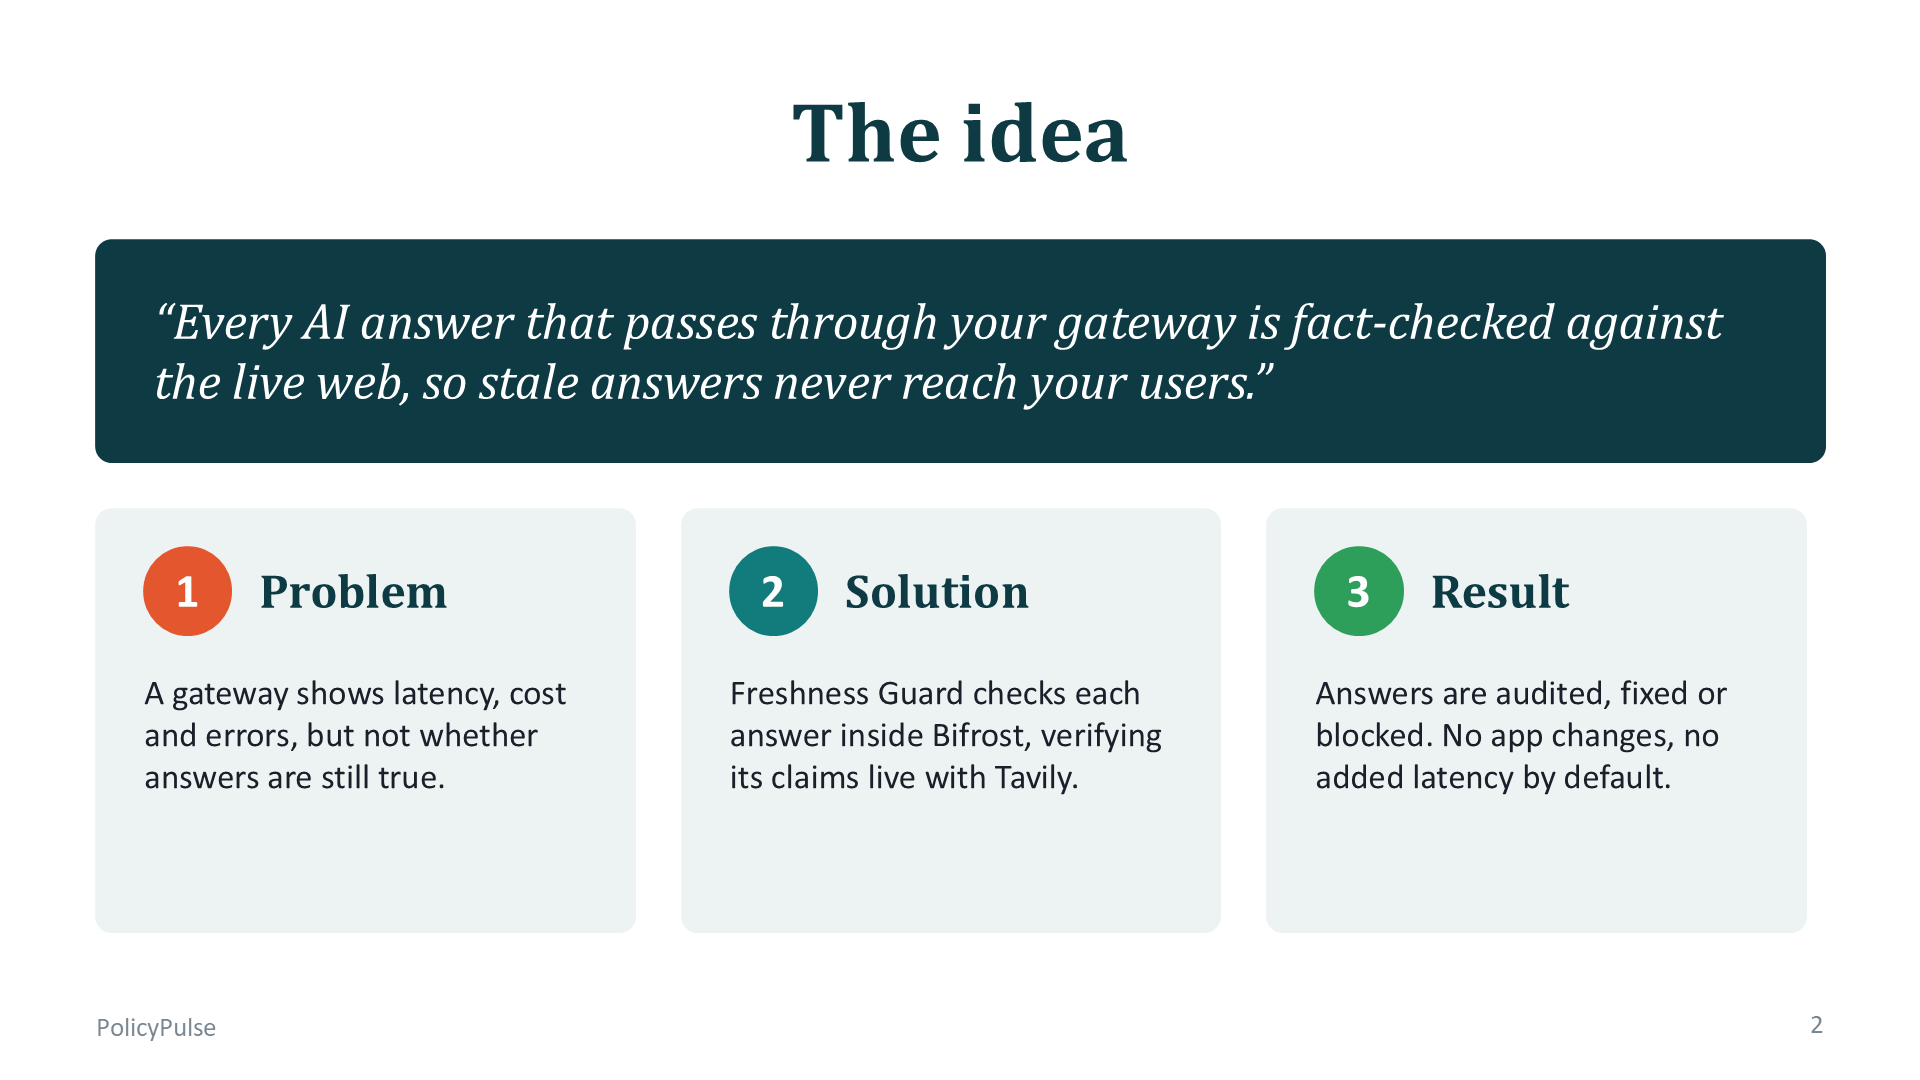 The idea
“Every AI answer that passes through your gateway is fact-checked against
the live web, so stale answers never reach your users.”
1
Problem
A gateway shows latency, cost
and errors, but not whether
answers are still true.
2
Solution
Freshness Guard checks each
answer inside Bifrost, verifying
its claims live with Tavily.
3
Result
Answers are audited, fixed or
blocked. No app changes, no
added latency by default.
PolicyPulse
2